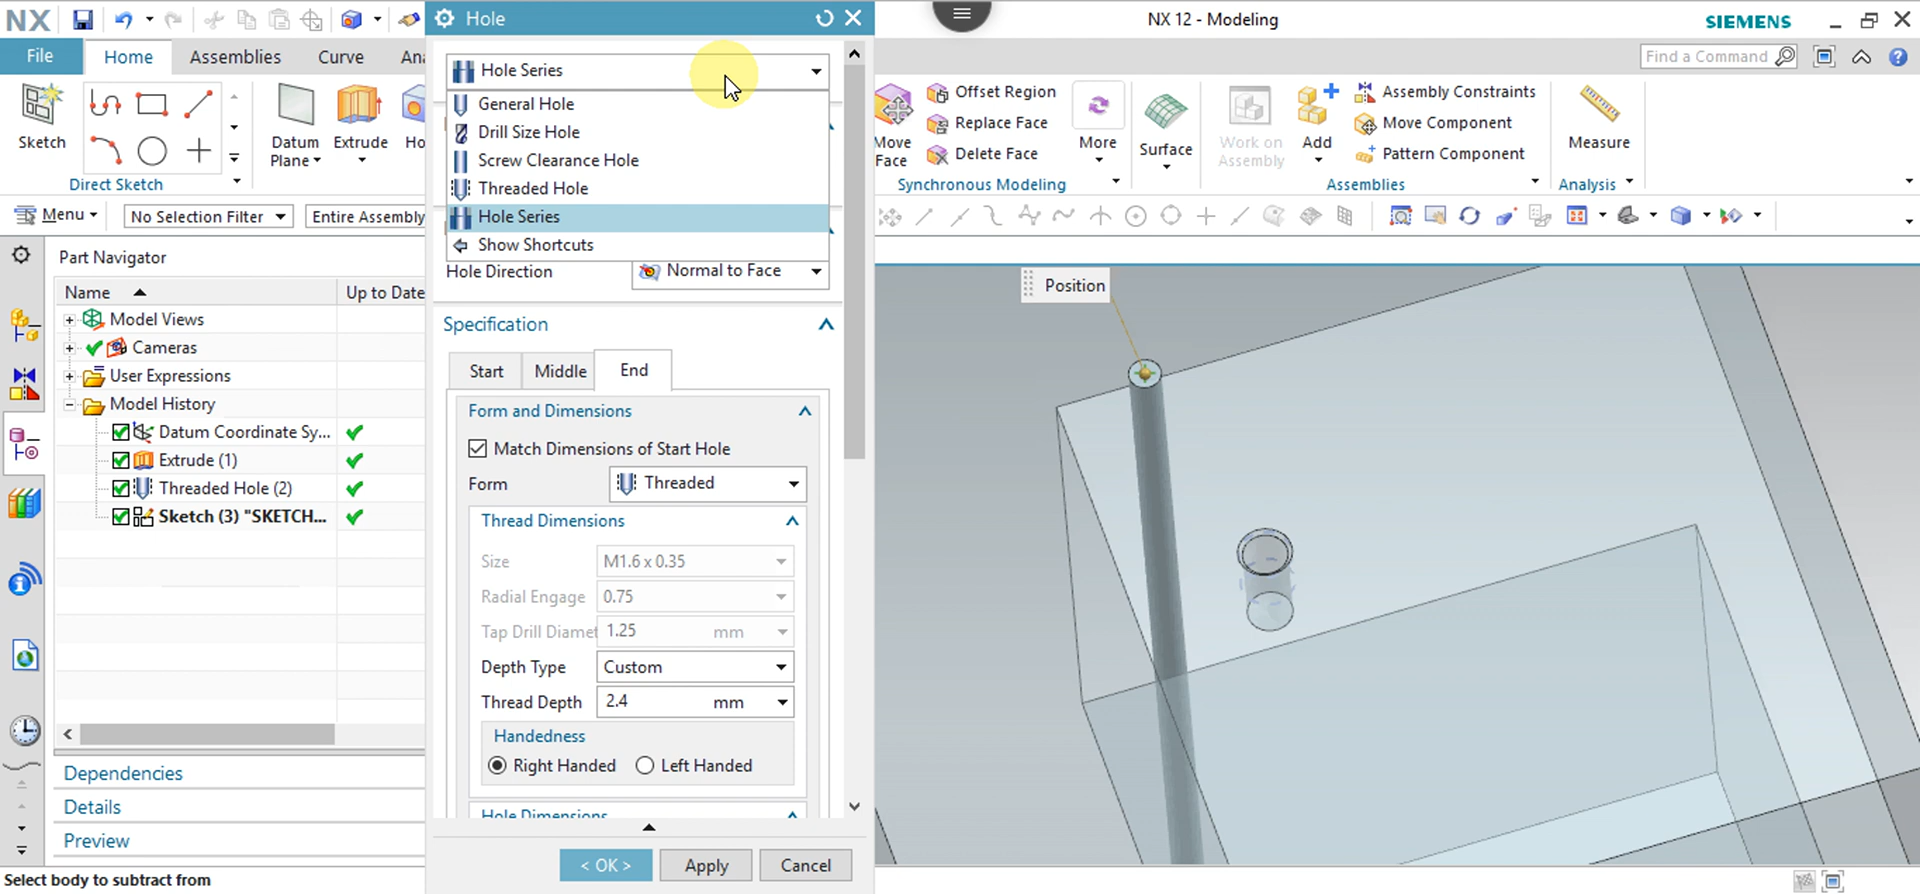 NX
Hole
NX 12 - Modeling
SIEMENS
File
Home
Assemblies
Curve
An
Find a Command
Hole Series
General Hole
Drill Size Hole
Screw Clearance Hole
Threaded Hole
Hole Series
Show Shortcuts
Sketch
Datum
Plane
Extrude
Ho
Direct Sketch
Move
Face
Offset Region
Replace Face
Delete Face
More
Synchronous Modeling
Surface
Work on
Assembly
Add
Assembly Constraints
Move Component
Pattern Component
Assemblies
Measure
Analysis
Menu
No Selection Filter
Entire Assembly
Part Navigator
Name
Up to Date
Model Views
Cameras
User Expressions
Model History
Datum Coordinate Sy...
Extrude (1)
Threaded Hole (2)
Sketch (3) "SKETCH...
Dependencies
Details
Preview
Hole Direction
Normal to Face
Specification
Start
Middle
End
Form and Dimensions
Match Dimensions of Start Hole
Form
Threaded
Thread Dimensions
Size
M1.6 x 0.35
Radial Engage
0.75
Tap Drill Diamet
1.25 mm
Depth Type
Custom
Thread Depth
2.4 mm
Handedness
Right Handed
Left Handed
Hole Dimensions
< OK >
Apply
Cancel
Position
Select body to subtract from